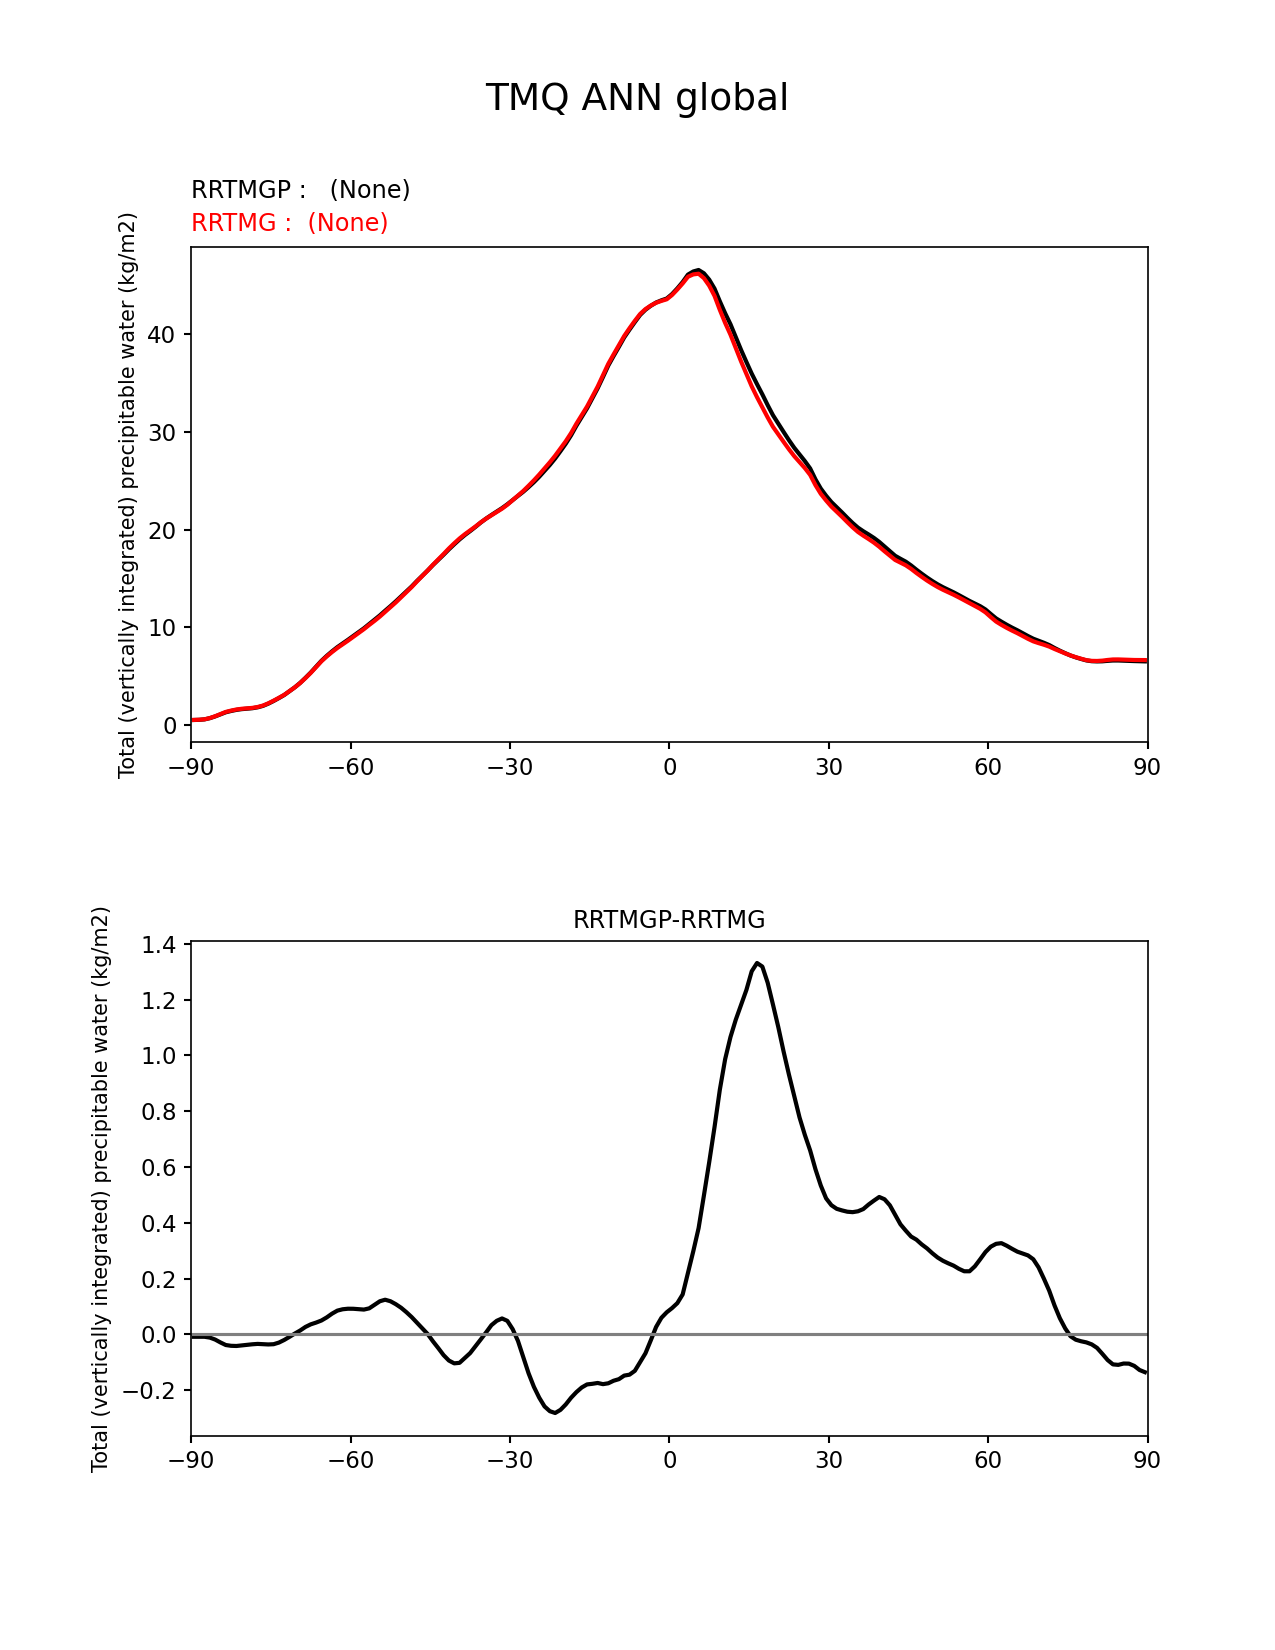 TMQ ANN global
RRTMGP :   (None)
RRTMG :  (None)
Total (vertically integrated) precipitable water (kg/m2)
40
30
20
10
0
−90 −60 −30 0 30 60 90
RRTMGP-RRTMG
Total (vertically integrated) precipitable water (kg/m2)
1.4
1.2
1.0
0.8
0.6
0.4
0.2
0.0
−0.2
−90 −60 −30 0 30 60 90